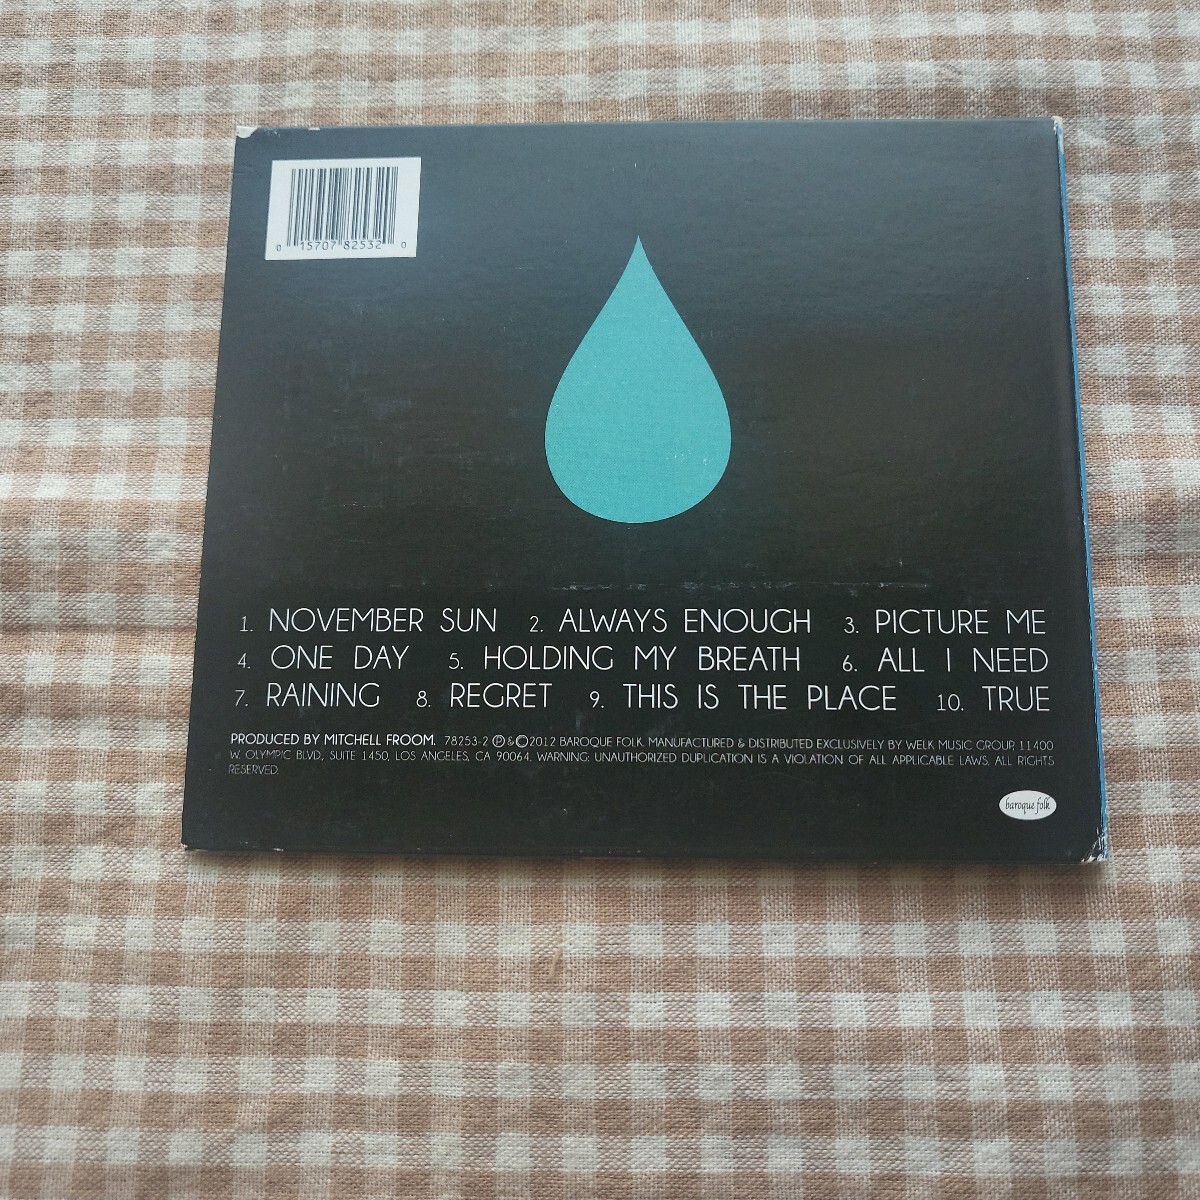 0 15707 82532 0
1. NOVEMBER SUN 2. ALWAYS ENOUGH 3. PICTURE ME
4. ONE DAY 5. HOLDING MY BREATH 6. ALL I NEED
7. RAINING 8. REGRET 9. THIS IS THE PLACE 10. TRUE
PRODUCED BY MITCHELL FROOM. 78253-2 ℗&©2012 BAROQUE FOLK. MANUFACTURED & DISTRIBUTED EXCLUSIVELY BY WELK MUSIC GROUP, 11400
W. OLYMPIC BLVD., SUITE 1450, LOS ANGELES, CA 90064. WARNING: UNAUTHORIZED DUPLICATION IS A VIOLATION OF ALL APPLICABLE LAWS. ALL RIGHTS
RESERVED.
baroque folk